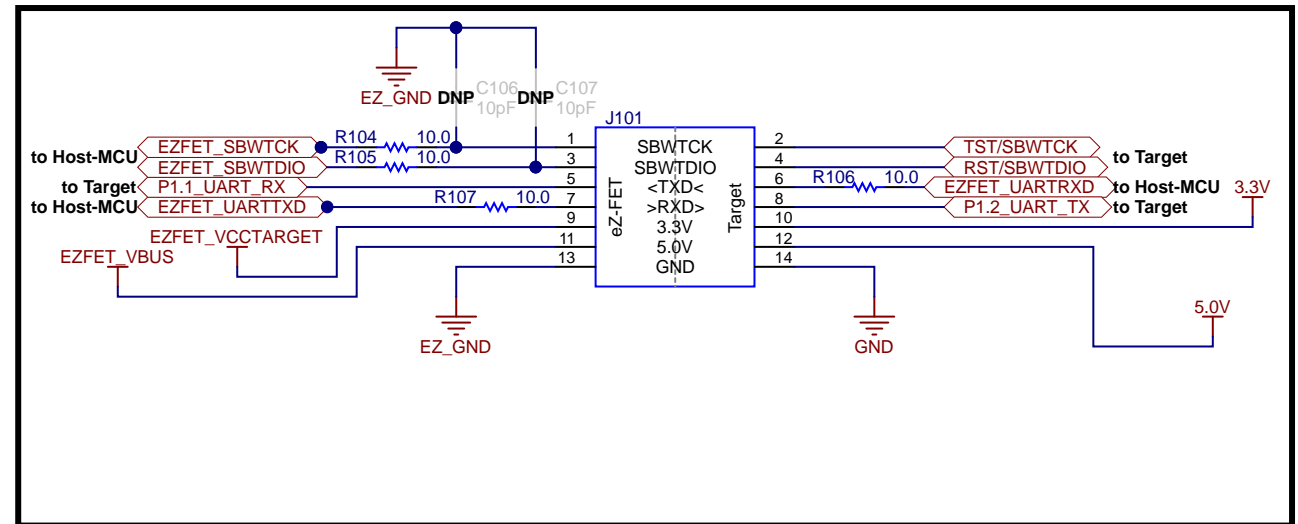 EZ_GND
DNP
C106
10pF
DNP
C107
10pF
J101
to Host-MCU
EZFET_SBWTCK
R104
10.0
1
SBWTCK
2
TST/SBWTCK
to Target
EZFET_SBWTDIO
R105
10.0
3
SBWTDIO
4
RST/SBWTDIO
to Target
P1.1_UART_RX
5
<TXD<
6
R106
10.0
EZFET_UARTRXD
to Host-MCU
3.3V
to Host-MCU
EZFET_UARTTXD
R107
10.0
7
>RXD>
8
P1.2_UART_TX
to Target
eZ-FET
Target
9
3.3V
10
EZFET_VCCTARGET
11
5.0V
12
EZFET_VBUS
13
GND
14
5.0V
EZ_GND
GND